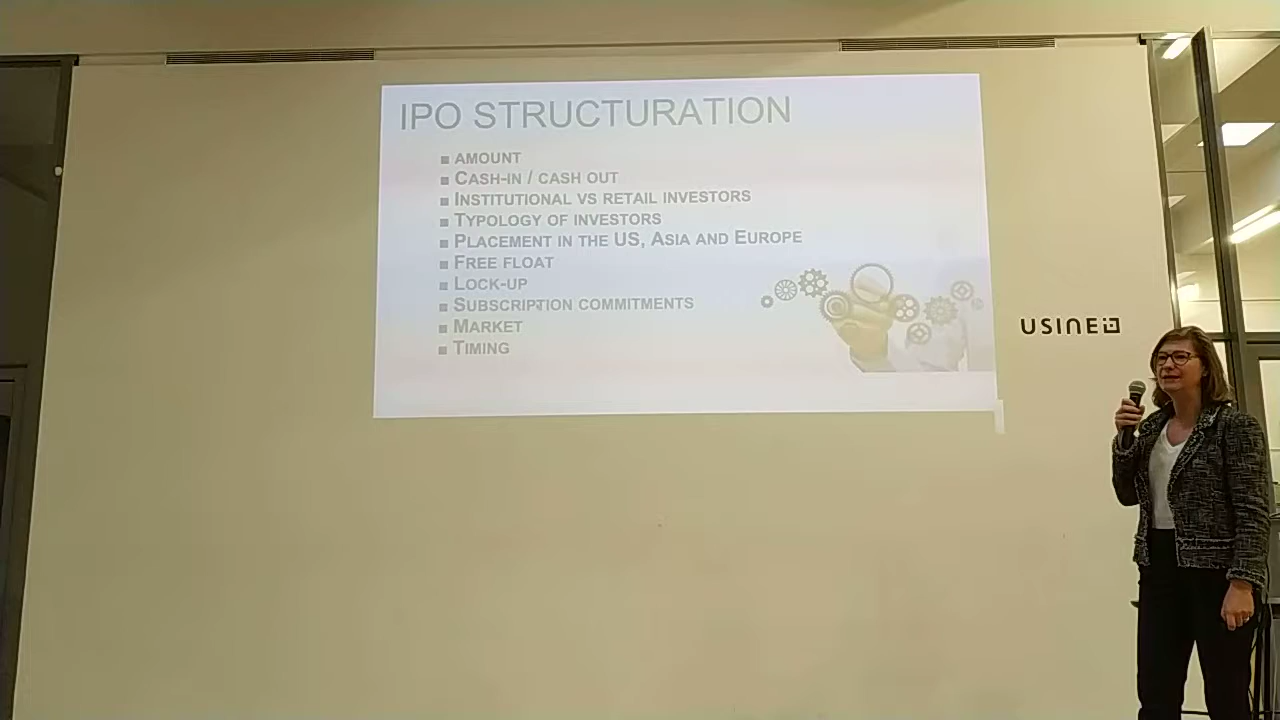 IPO STRUCTURATION
AMOUNT
CASH-IN / CASH OUT
INSTITUTIONAL VS RETAIL INVESTORS
TYPOLOGY OF INVESTORS
PLACEMENT IN THE US, ASIA AND EUROPE
FREE FLOAT
LOCK-UP
SUBSCRIPTION COMMITMENTS
MARKET
TIMING
USINEIO